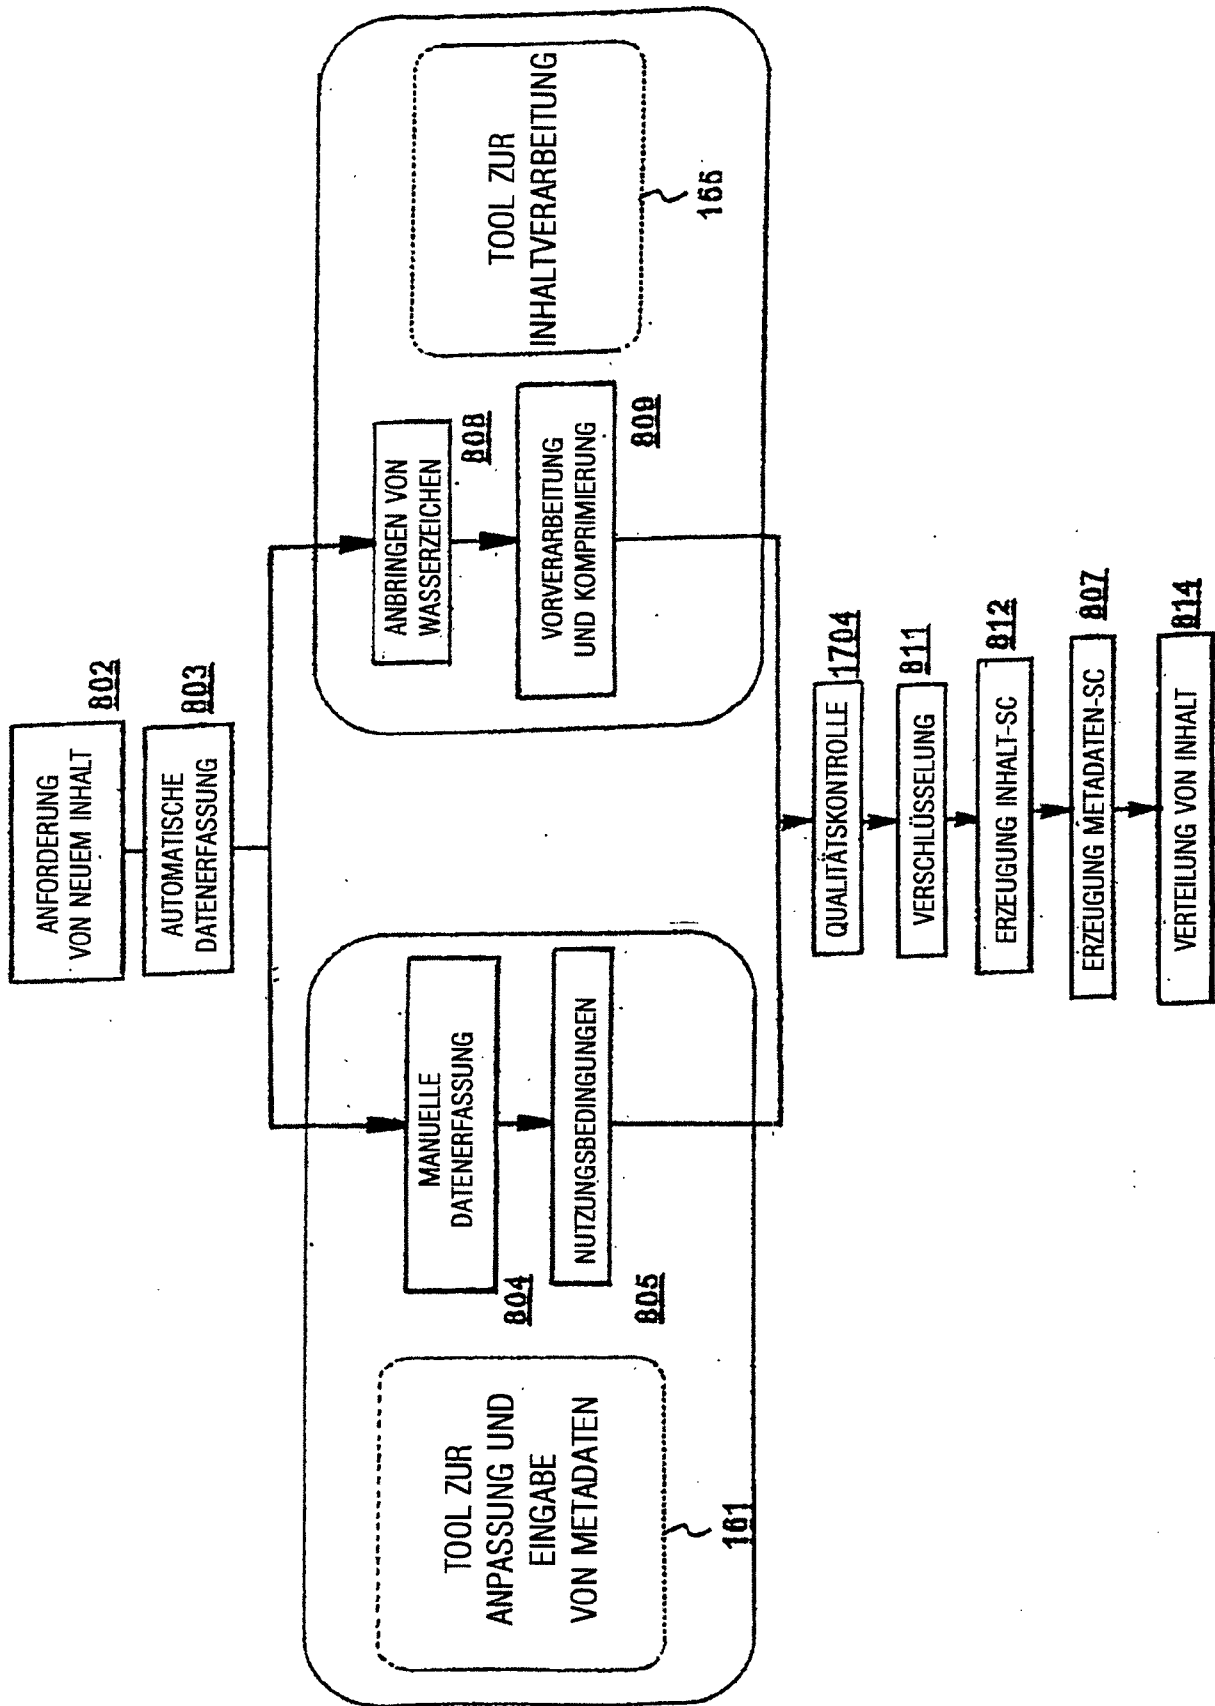 ANFORDERUNG
VON NEUEM INHALT
802
AUTOMATISCHE
DATENERFASSUNG
803
TOOL ZUR
ANPASSUNG UND
EINGABE
VON METADATEN
161
MANUELLE
DATENERFASSUNG
804
NUTZUNGSBEDINGUNGEN
805
ANBRINGEN VON
WASSERZEICHEN
808
VORVERARBEITUNG
UND KOMPRIMIERUNG
809
TOOL ZUR
INHALTVERARBEITUNG
155
QUALITÄTSKONTROLLE
1704
VERSCHLÜSSELUNG
811
ERZEUGUNG INHALT-SC
812
ERZEUGUNG METADATEN-SC
807
VERTEILUNG VON INHALT
814